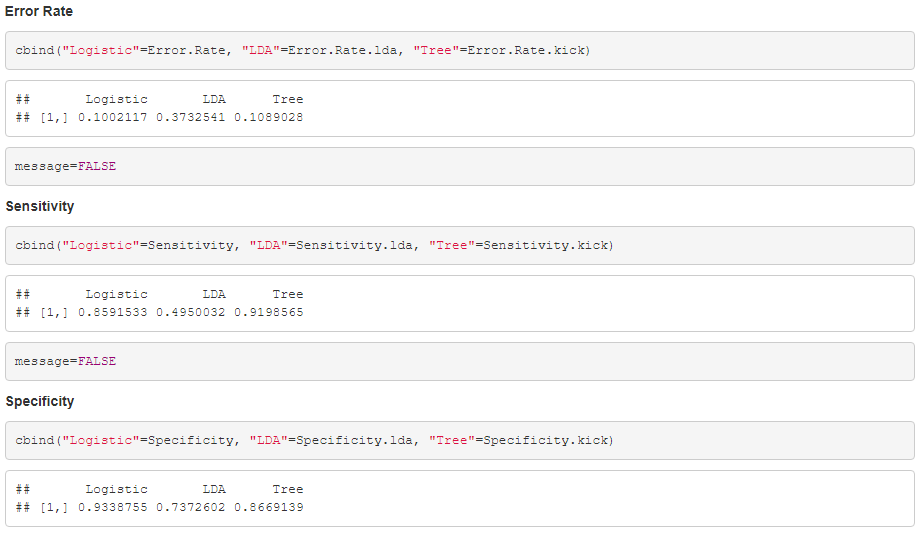 Error Rate
cbind("Logistic"=Error.Rate, "LDA"=Error.Rate.lda, "Tree"=Error.Rate.kick)
##       Logistic       LDA      Tree
## [1,] 0.1002117 0.3732541 0.1089028
message=FALSE
Sensitivity
cbind("Logistic"=Sensitivity, "LDA"=Sensitivity.lda, "Tree"=Sensitivity.kick)
##       Logistic       LDA      Tree
## [1,] 0.8591533 0.4950032 0.9198565
message=FALSE
Specificity
cbind("Logistic"=Specificity, "LDA"=Specificity.lda, "Tree"=Specificity.kick)
##       Logistic       LDA      Tree
## [1,] 0.9338755 0.7372602 0.8669139